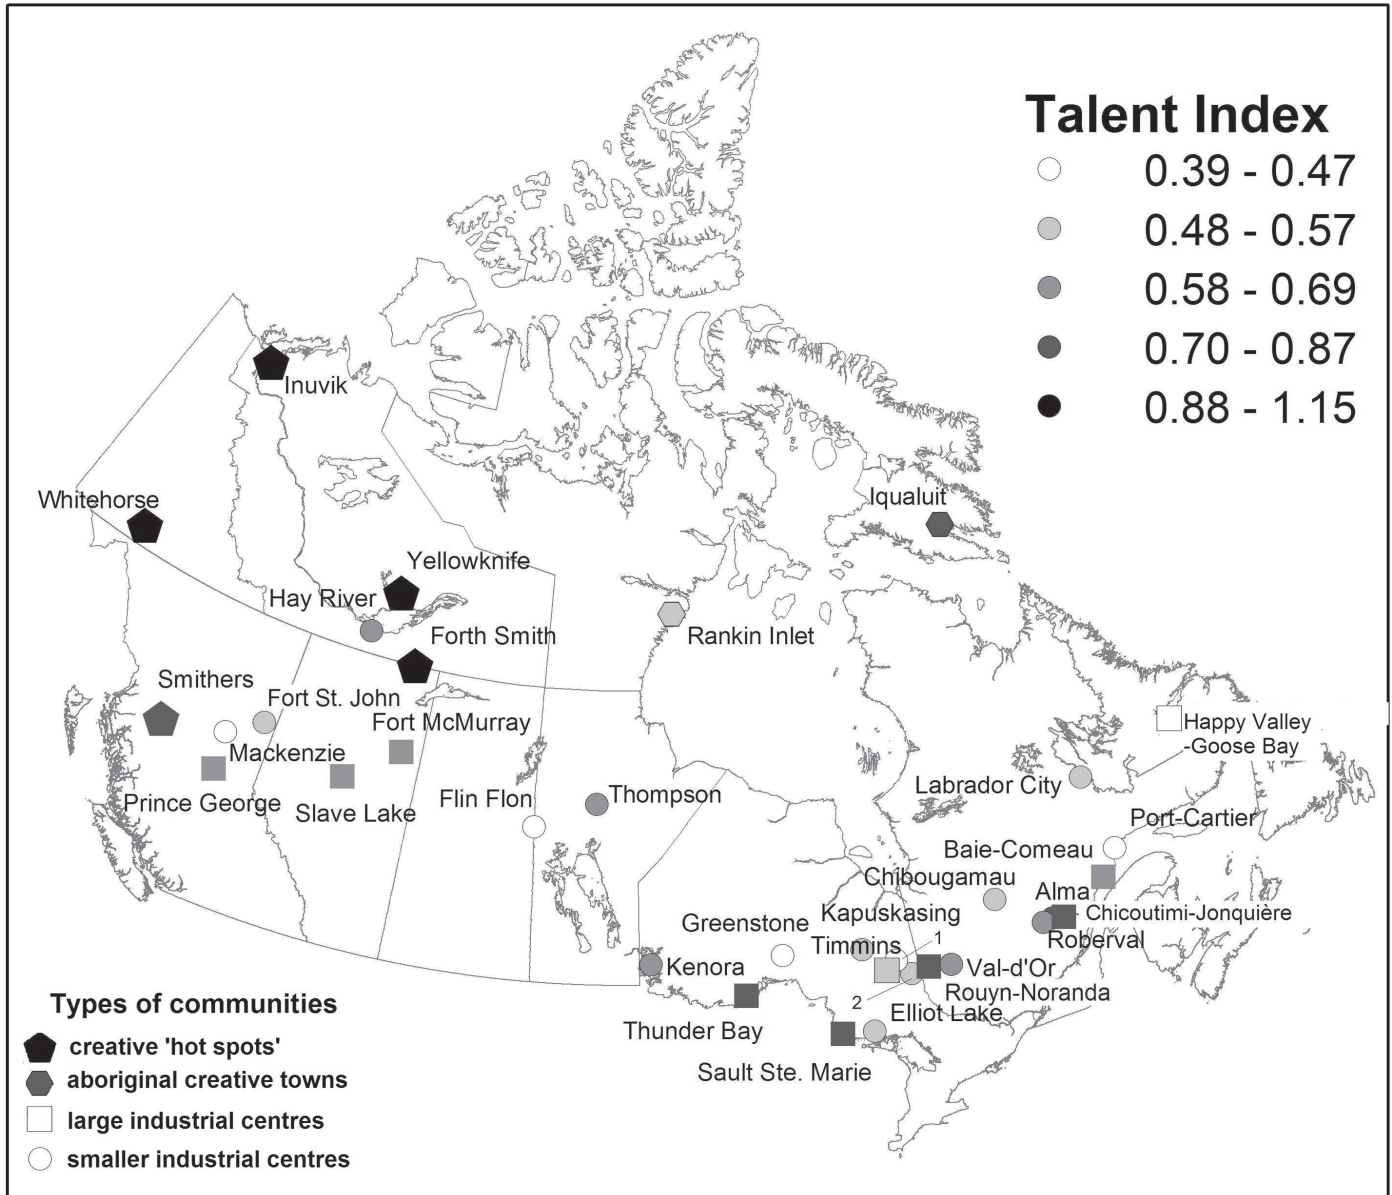 Talent Index
0.39 - 0.47
0.48 - 0.57
0.58 - 0.69
0.70 - 0.87
0.88 - 1.15
Inuvik
Whitehorse
Iqualuit
Yellowknife
Hay River
Forth Smith
Rankin Inlet
Smithers
Fort St. John
Fort McMurray
Mackenzie
Prince George
Slave Lake
Flin Flon
Thompson
Happy Valley
-Goose Bay
Labrador City
Port-Cartier
Baie-Comeau
Chibougamau
Alma
Chicoutimi-Jonquière
Roberval
Kapuskasing
Greenstone
Timmins
1
Kenora
Val-d'Or
Rouyn-Noranda
2
Elliot Lake
Thunder Bay
Sault Ste. Marie
Types of communities
creative 'hot spots'
aboriginal creative towns
large industrial centres
smaller industrial centres